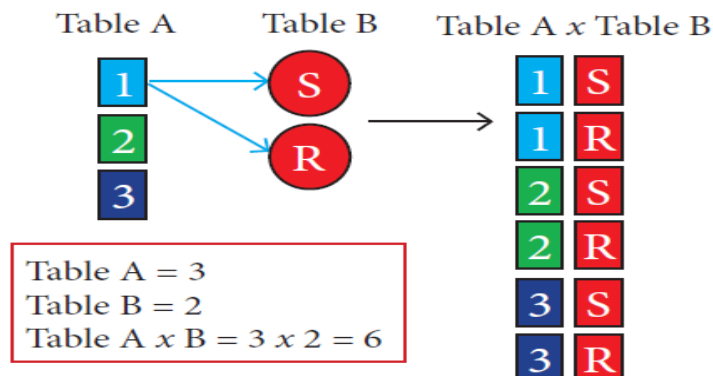 Table A
Table B
Table A x Table B
1
2
3
S
R
1 S
1 R
2 S
2 R
3 S
3 R
Table A = 3
Table B = 2
Table A x B = 3 x 2 = 6